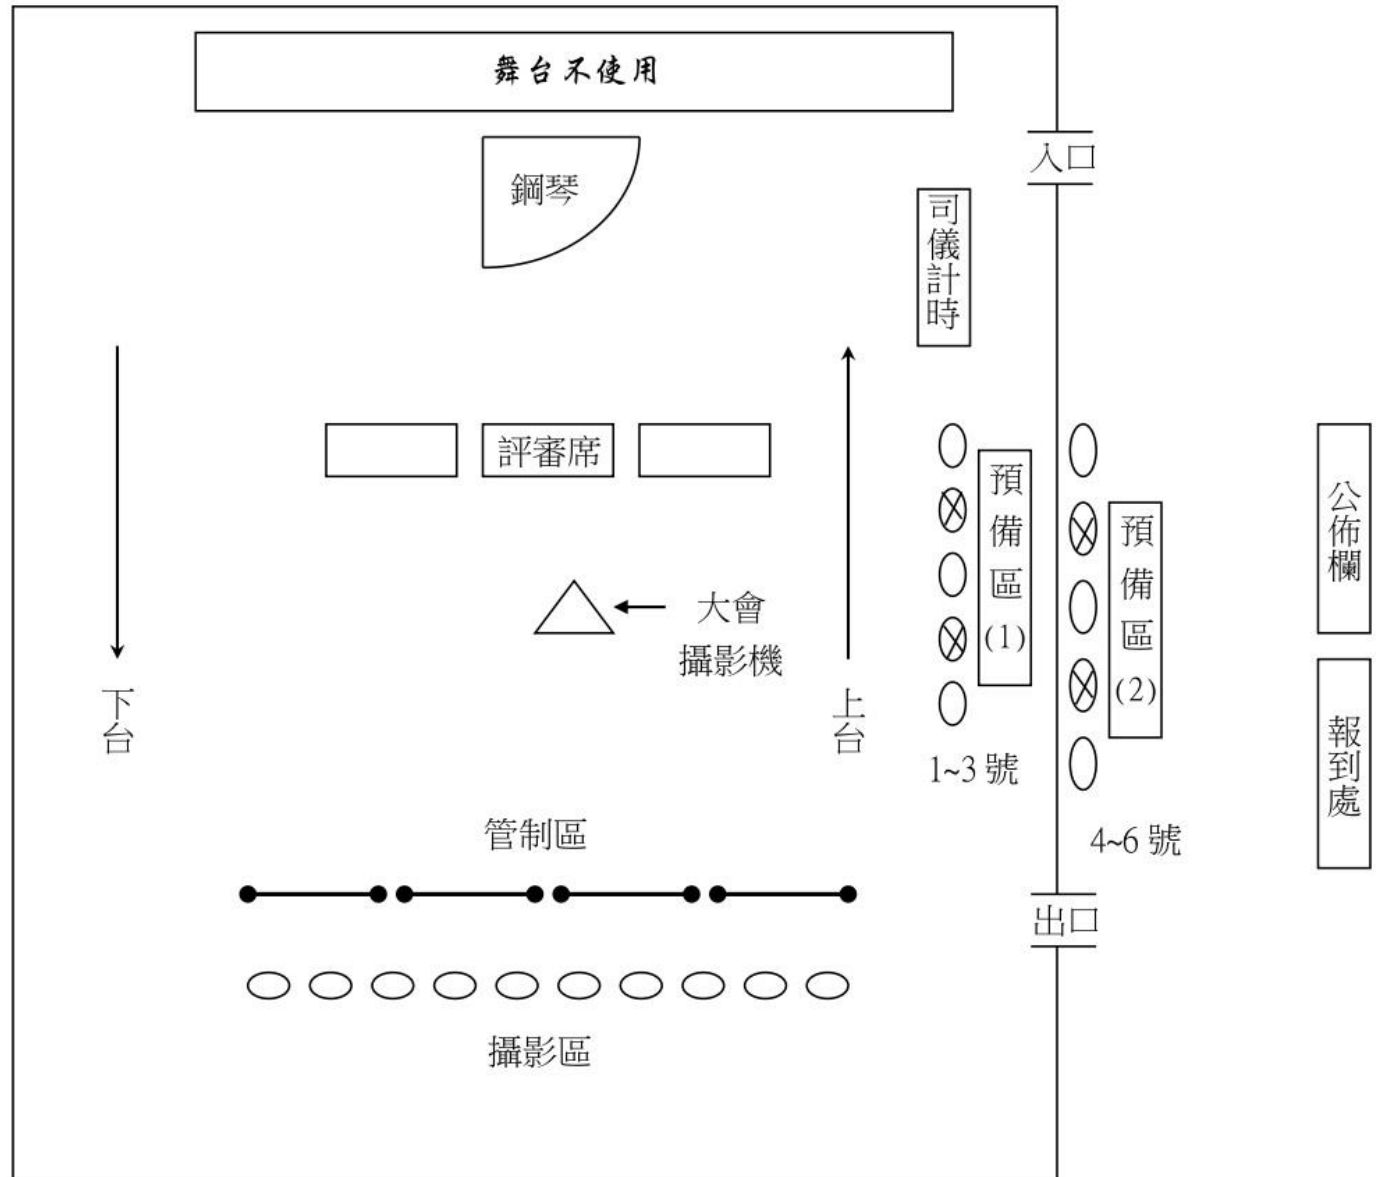 舞台不使用
入口
鋼琴
司儀計時
評審席
預備區(1)
預備區(2)
公佈欄
大會
攝影機
下台
上台
報到處
1~3 號
管制區
4~6 號
出口
攝影區